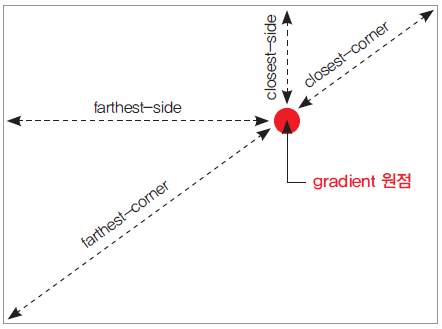 closest-side
closest-corner
farthest-side
gradient 원점
farthest-corner